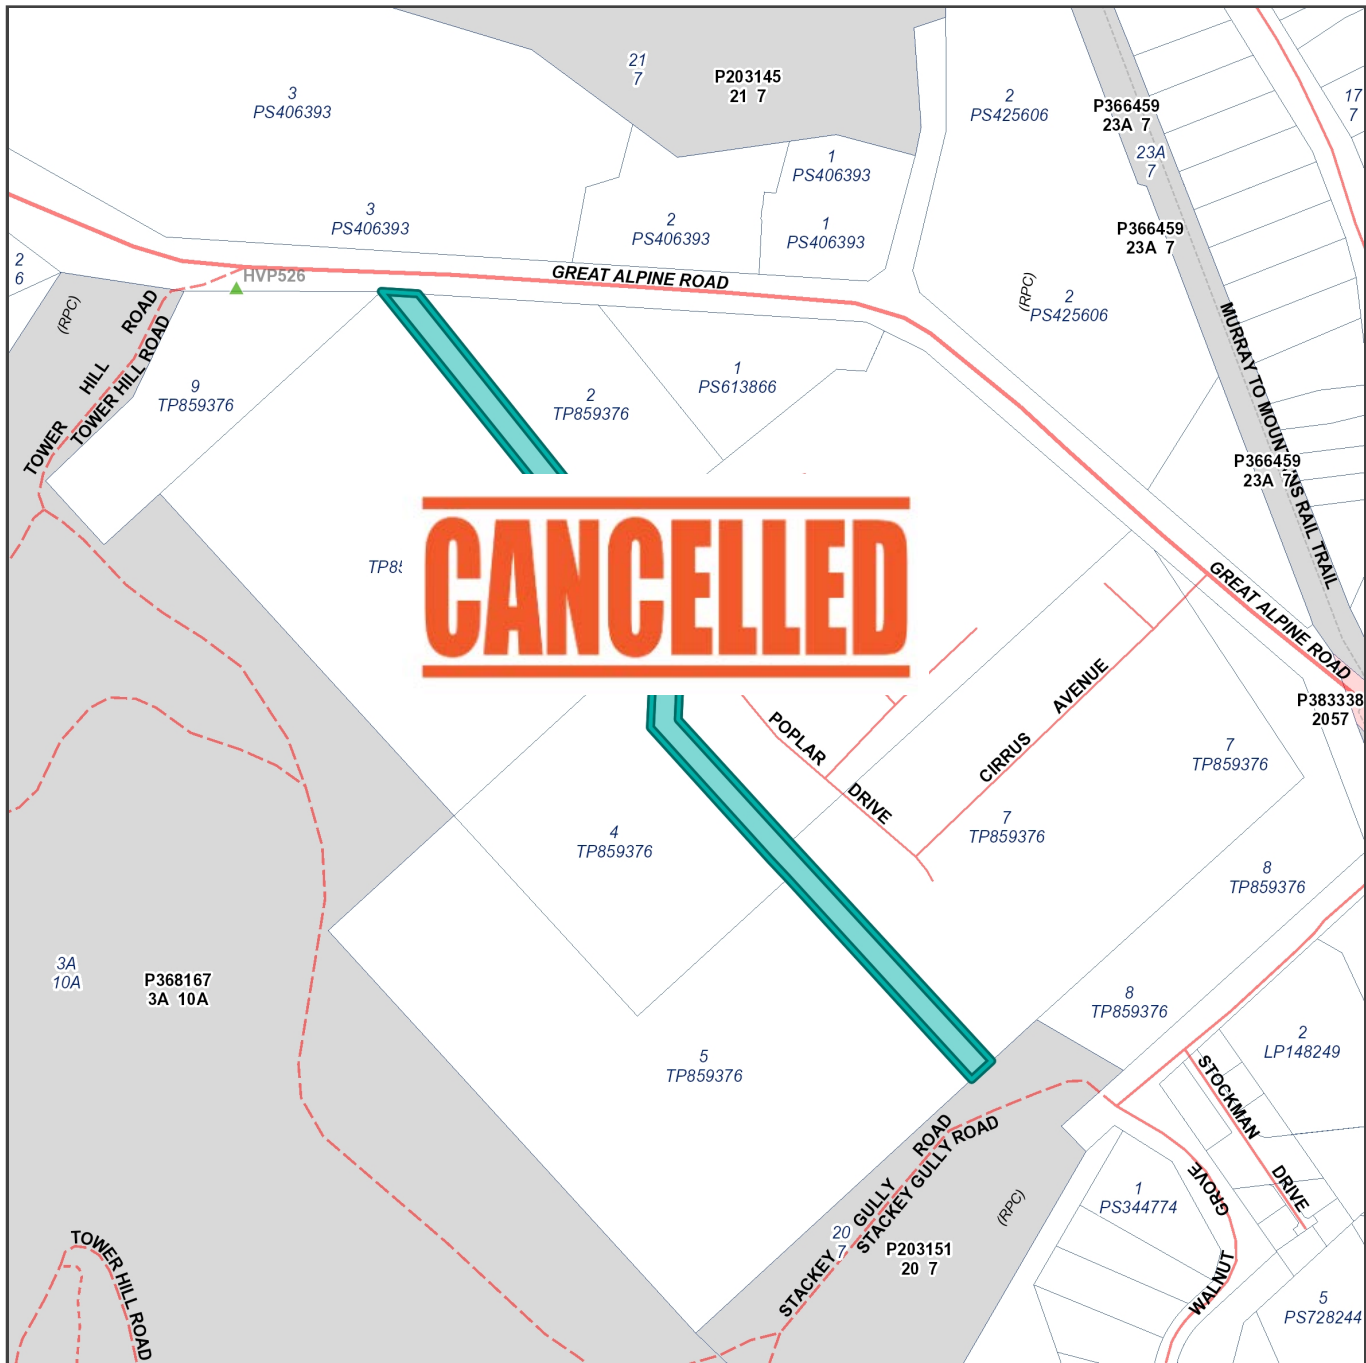 21
7
P203145
21 7
3
PS406393
2
PS425606
P366459
23A 7
17
7
23A
7
1
PS406393
3
PS406393
2
PS406393
1
PS406393
P366459
23A 7
2
6
HVP526
GREAT ALPINE ROAD
(RPC)
(RPC)
2
PS425606
TOWER HILL ROAD
TOWER HILL ROAD
9
TP859376
2
TP859376
1
PS613866
MURRAY TO MOUNTAINS RAIL TRAIL
P366459
23A 7
TP85
CANCELLED
GREAT ALPINE ROAD
P383338
2057
POPLAR DRIVE
CIRRUS AVENUE
7
TP859376
4
TP859376
7
TP859376
8
TP859376
3A
10A
P368167
3A 10A
8
TP859376
2
LP148249
5
TP859376
STOCKMAN DRIVE
STACKEY GULLY ROAD
STACKEY GULLY ROAD
(RPC)
1
PS344774
GROVE
WALNUT
20
7
P203151
20 7
TOWER HILL ROAD
5
PS728244